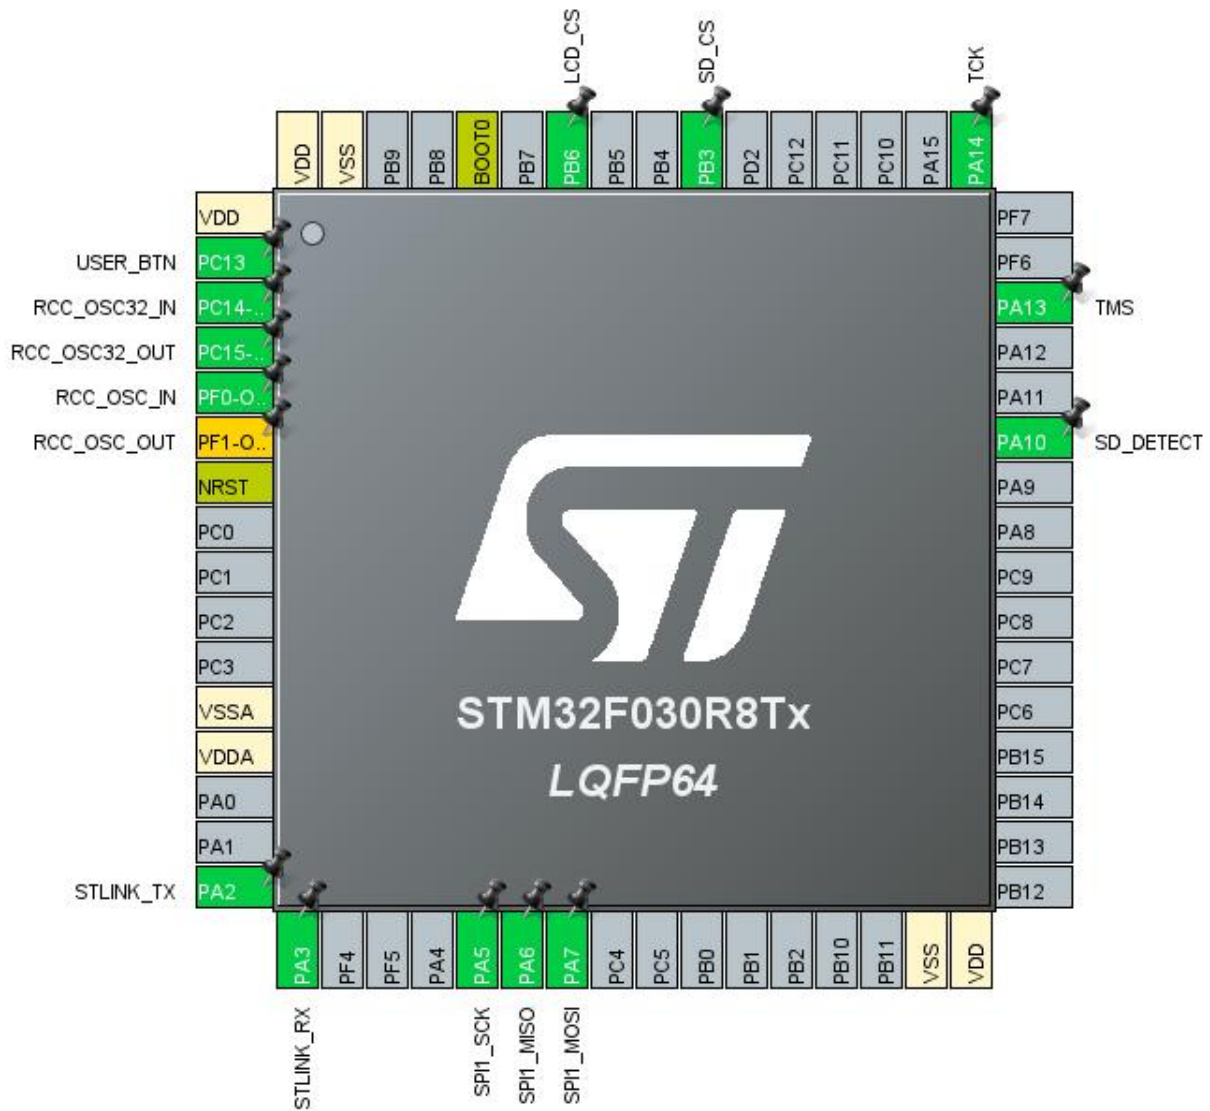 LCD_CS
SD_CS
TCK
VDD
VSS
PB9
PB8
BOOT0
PB7
PB6
PB5
PB4
PB3
PD2
PC12
PC11
PC10
PA15
PA14
VDD
USER_BTN PC13
RCC_OSC32_IN PC14-..
RCC_OSC32_OUT PC15-..
RCC_OSC_IN PF0-O..
RCC_OSC_OUT PF1-O..
NRST
PC0
PC1
PC2
PC3
VSSA
VDDA
PA0
PA1
STLINK_TX PA2
PF7
PF6
PA13 TMS
PA12
PA11
PA10 SD_DETECT
PA9
PA8
PC9
PC8
PC7
PC6
PB15
PB14
PB13
PB12
ST
STM32F030R8Tx
LQFP64
PA3
PF4
PF5
PA4
PA5
PA6
PA7
PC4
PC5
PB0
PB1
PB2
PB10
PB11
VSS
VDD
STLINK_RX
SPI1_SCK
SPI1_MISO
SPI1_MOSI